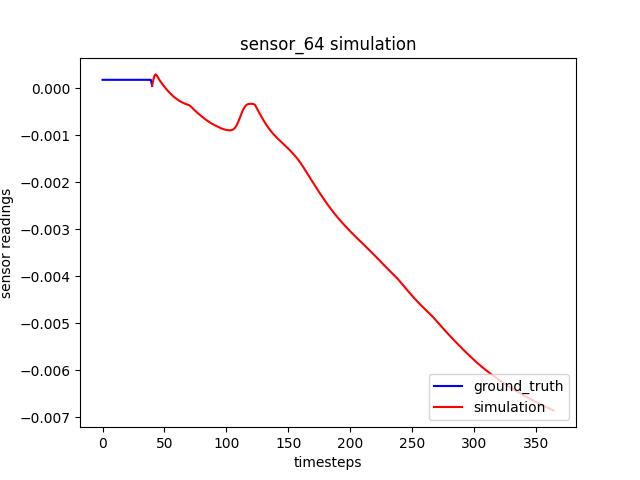 sensor_64 simulation
sensor readings
0.000
−0.001
−0.002
−0.003
−0.004
−0.005
−0.006
−0.007
ground_truth
simulation
0 50 100 150 200 250 300 350
timesteps